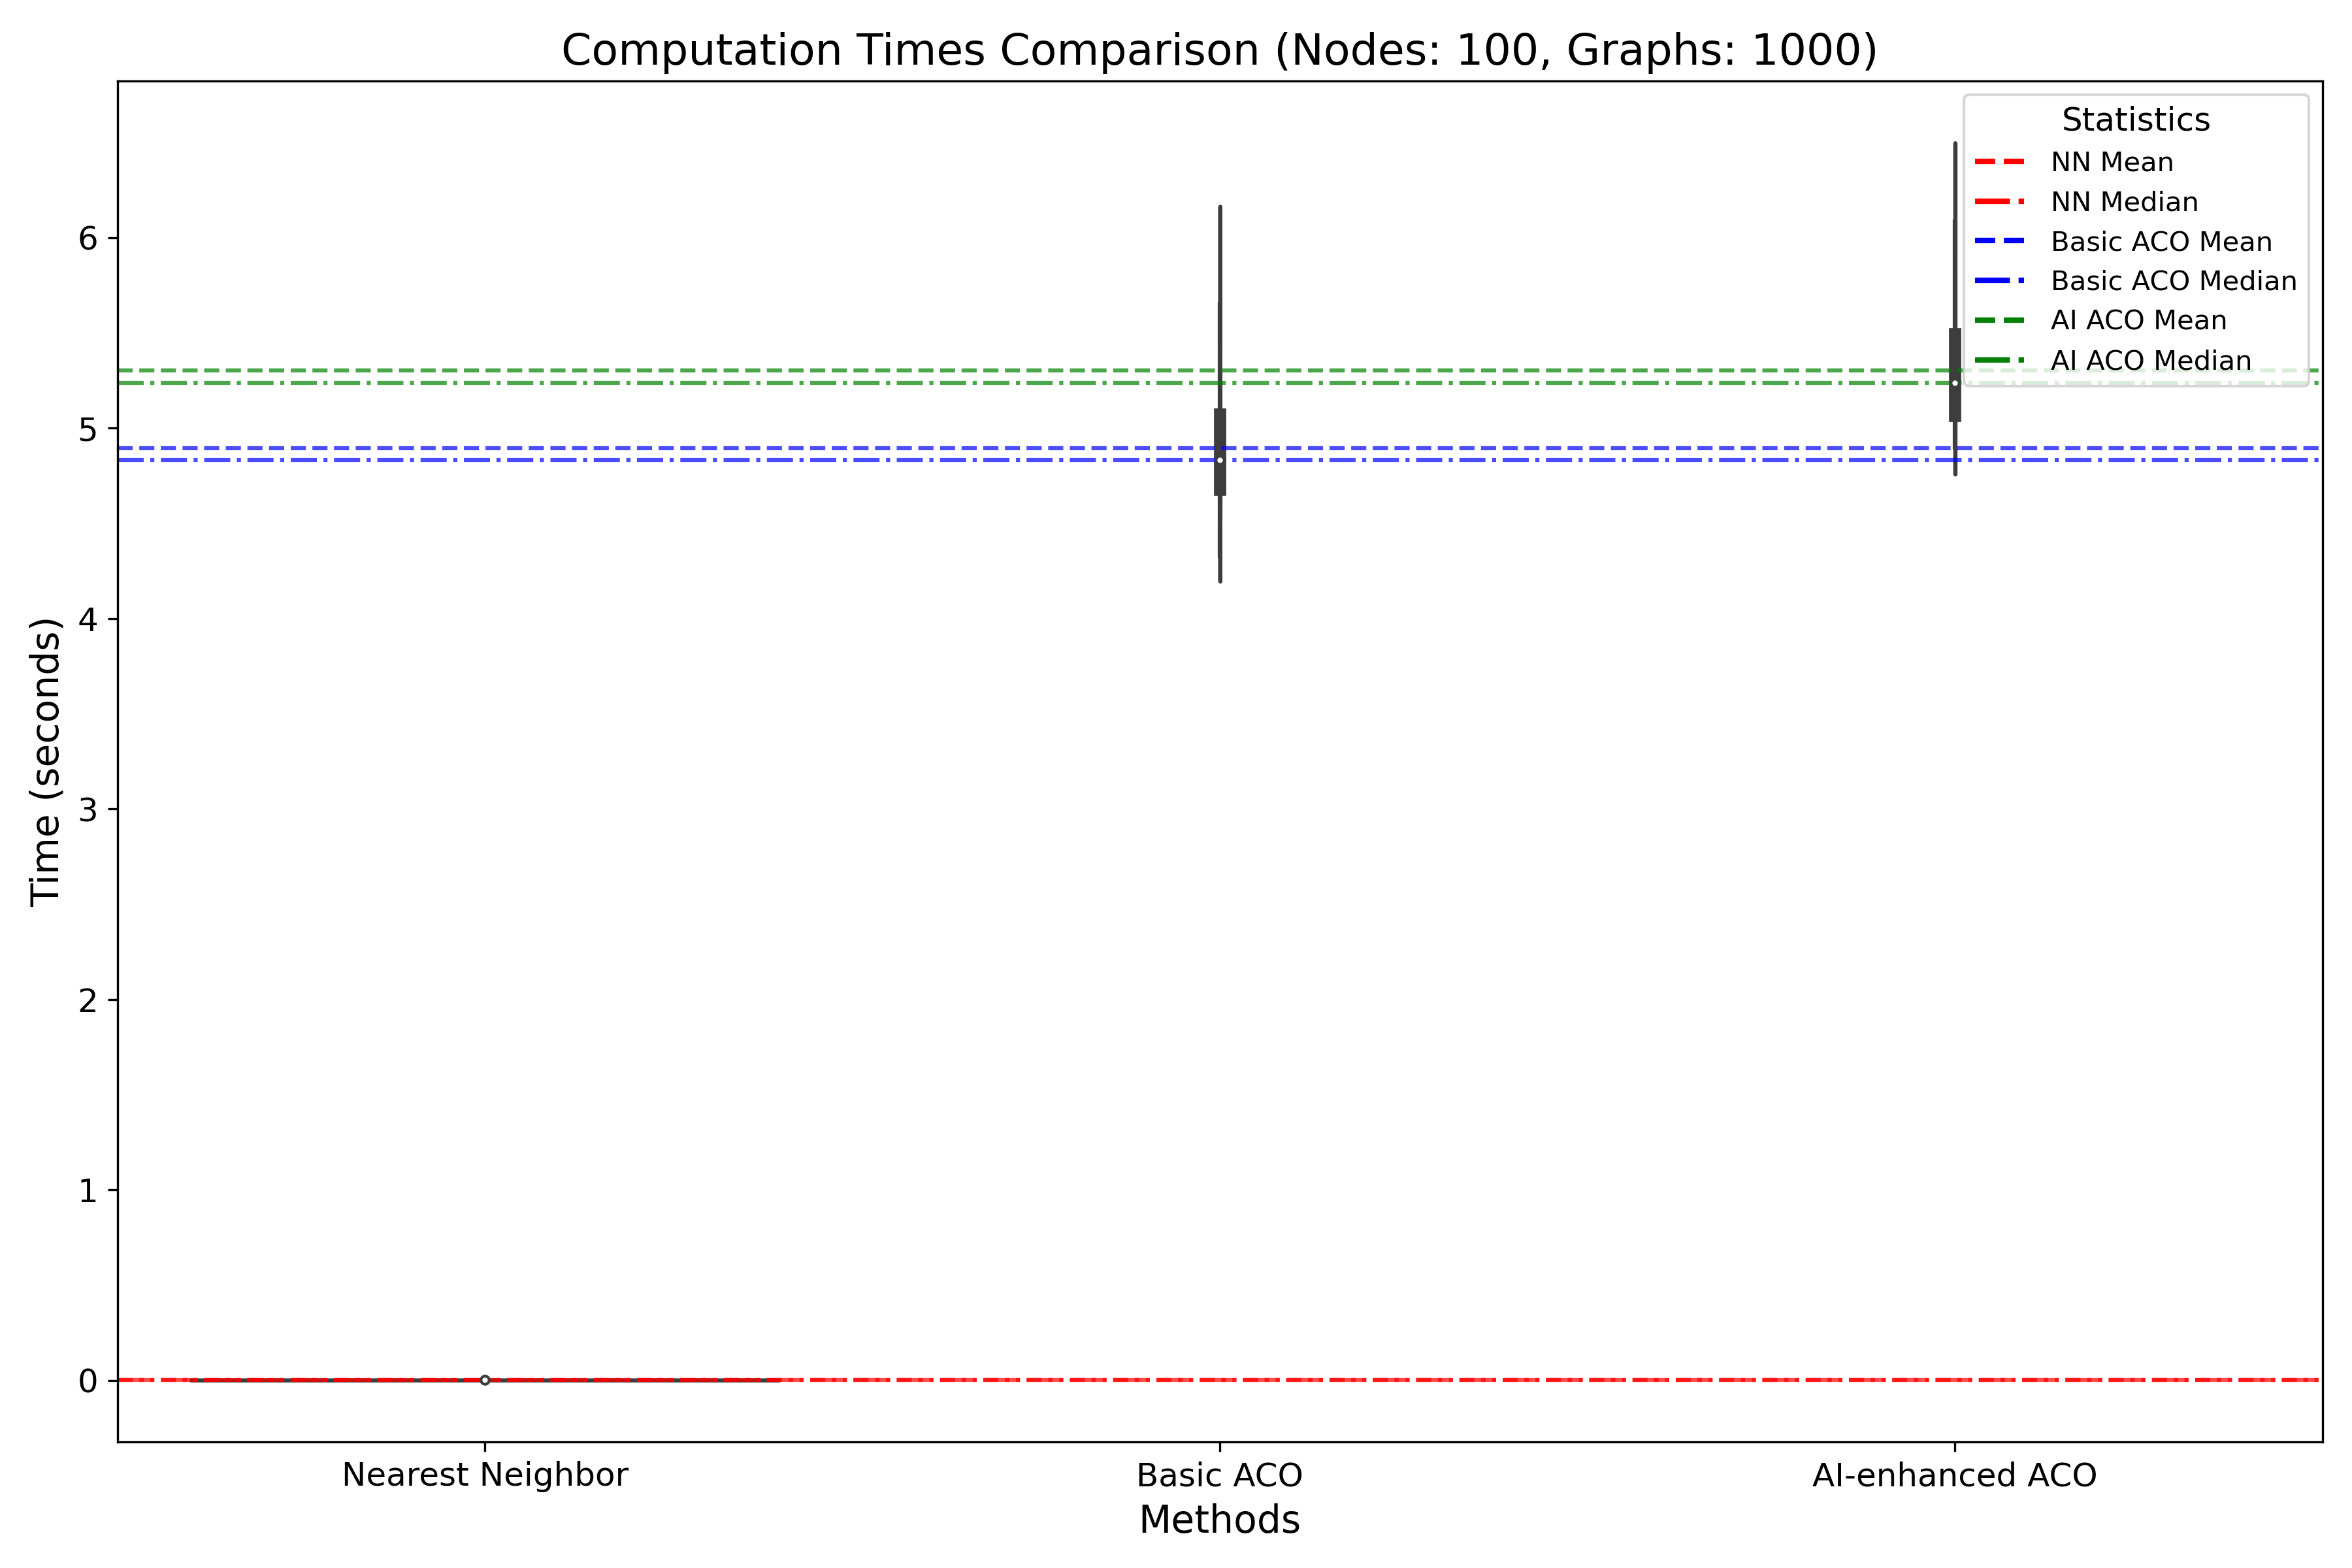 Computation Times Comparison (Nodes: 100, Graphs: 1000)
Statistics
NN Mean
NN Median
Basic ACO Mean
Basic ACO Median
AI ACO Mean
AI ACO Median
Time (seconds)
6
5
4
3
2
1
0
Nearest Neighbor
Basic ACO
AI-enhanced ACO
Methods